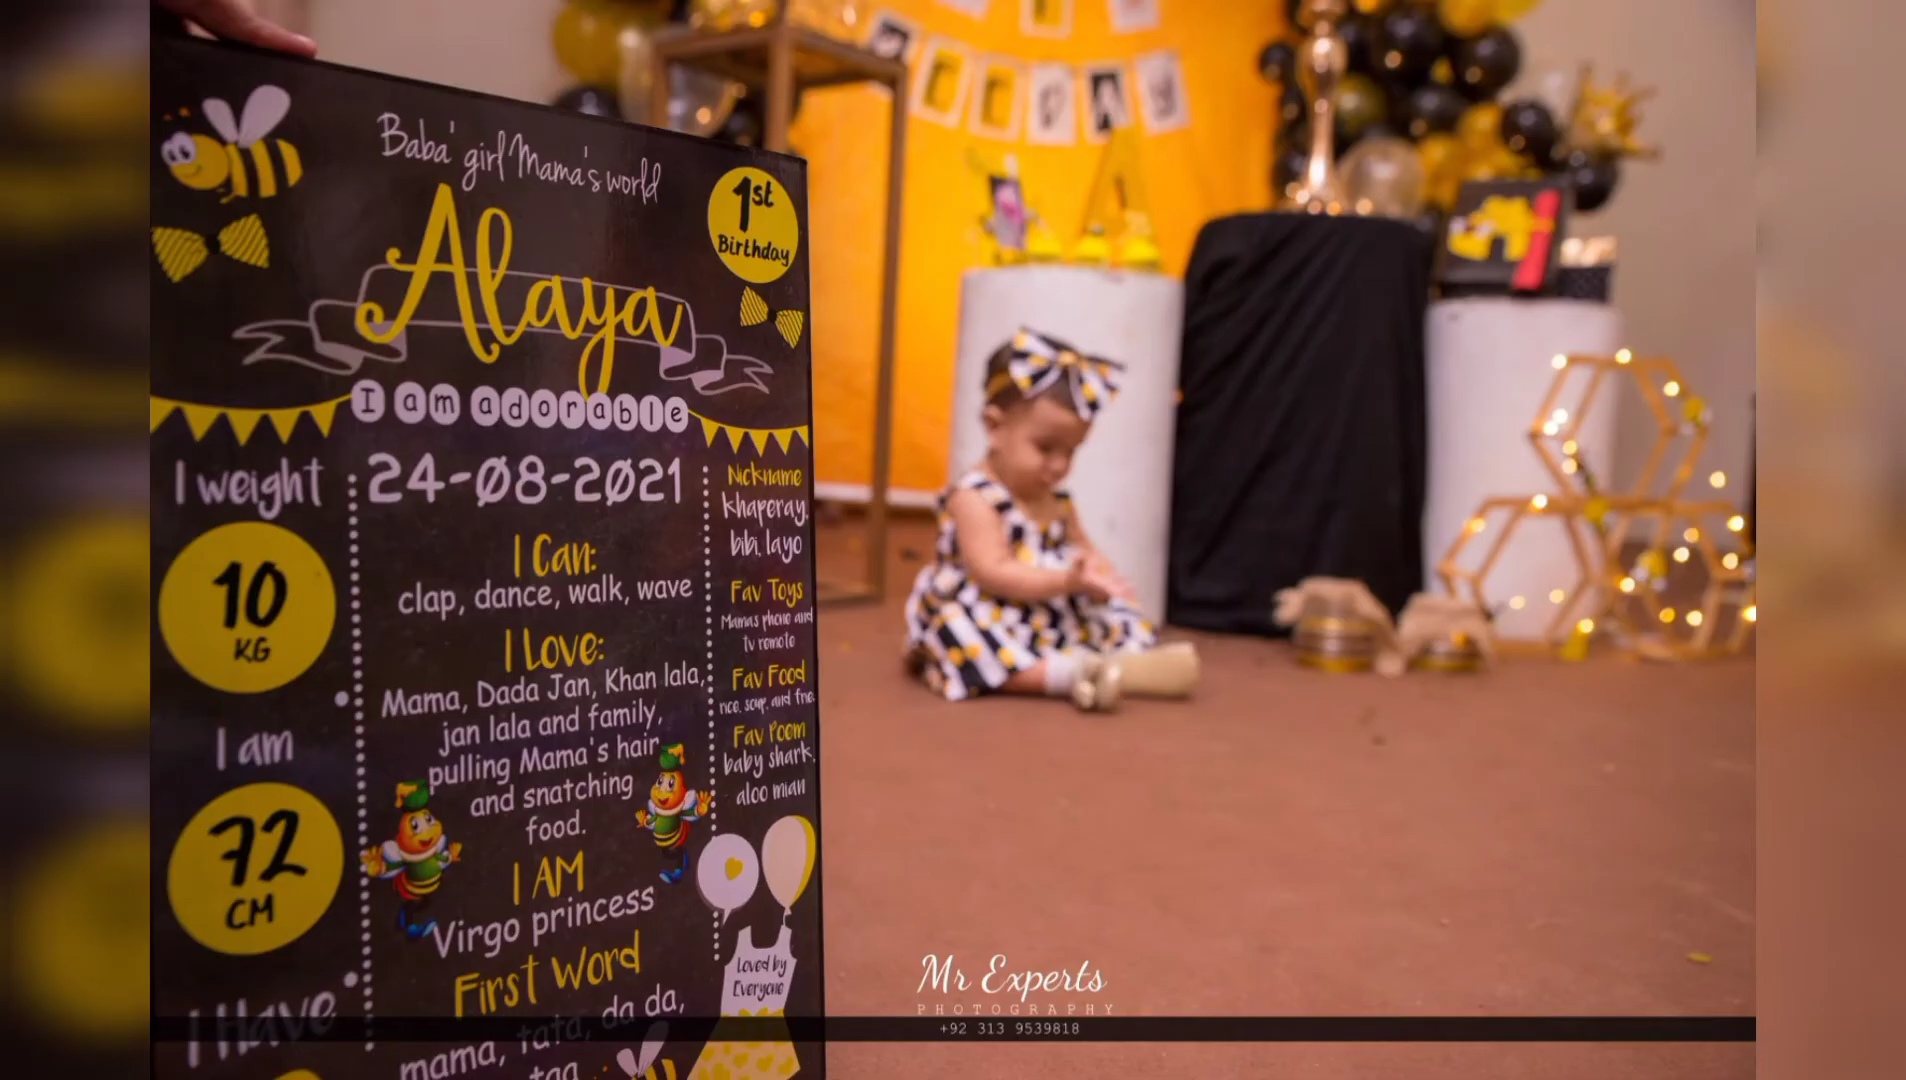 Baba' girl Mama's world
Alaya
1st
Birthday
I am adorable
I weight
10
KG
I am
72
CM
I Have
24-08-2021
I Can:
clap, dance, walk, wave
I Love:
Mama, Dada Jan, Khan lala,
jan lala and family,
pulling Mama's hair
and snatching
food.
I AM
Virgo princess
First Word
mama, tata, da da,
Nickname
khaperay,
bibi, layo
Fav Toys
Mamas phone and
tv remote
Fav Food
rice, soup, and
Fav Poem
baby shark,
aloo mian
Loved by
Everyone
Mr Experts
PHOTOGRAPHY
+92 313 9539818